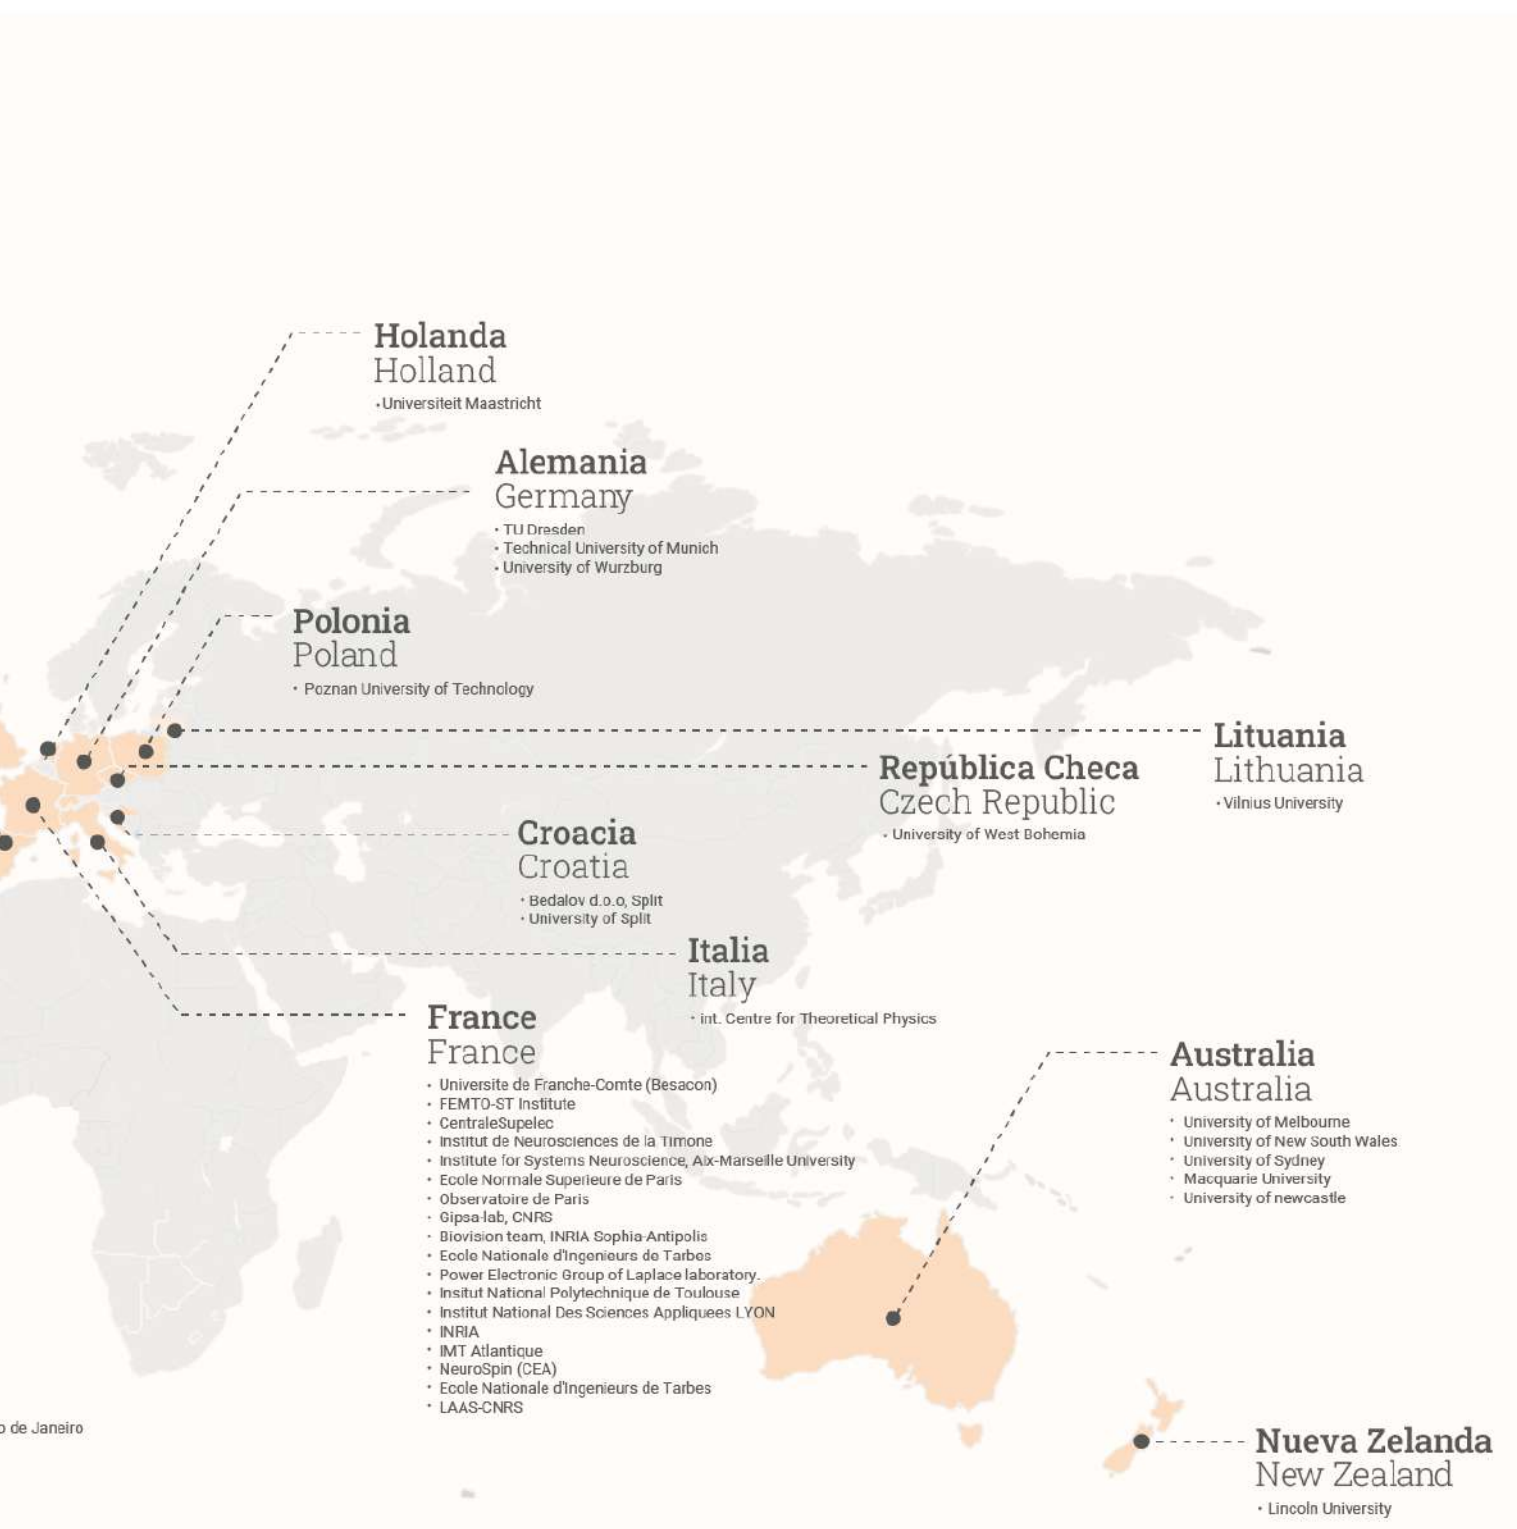 Holanda
Holland
• Universiteit Maastricht
Alemania
Germany
• TU Dresden
• Technical University of Munich
• University of Wurzburg
Polonia
Poland
• Poznan University of Technology
Lituania
Lithuania
• Vilnius University
República Checa
Czech Republic
• University of West Bohemia
Croacia
Croatia
• Bedalov d.o.o, Split
• University of Split
Italia
Italy
• int. Centre for Theoretical Physics
France
France
• Universite de Franche-Comte (Besacon)
• FEMTO-ST Institute
• CentraleSupelec
• Institut de Neurosciences de la Timone
• Institute for Systems Neuroscience, Aix-Marseille University
• Ecole Normale Superieure de Paris
• Observatoire de Paris
• Gipsa-lab, CNRS
• Biovision team, INRIA Sophia-Antipolis
• Ecole Nationale d'Ingenieurs de Tarbes
• Power Electronic Group of Laplace laboratory.
• Insitut National Polytechnique de Toulouse
• Institut National Des Sciences Appliquees LYON
• INRIA
• IMT Atlantique
• NeuroSpin (CEA)
• Ecole Nationale d'Ingenieurs de Tarbes
• LAAS-CNRS
Australia
Australia
• University of Melbourne
• University of New South Wales
• University of Sydney
• Macquarie University
• University of newcastle
o de Janeiro
Nueva Zelanda
New Zealand
• Lincoln University